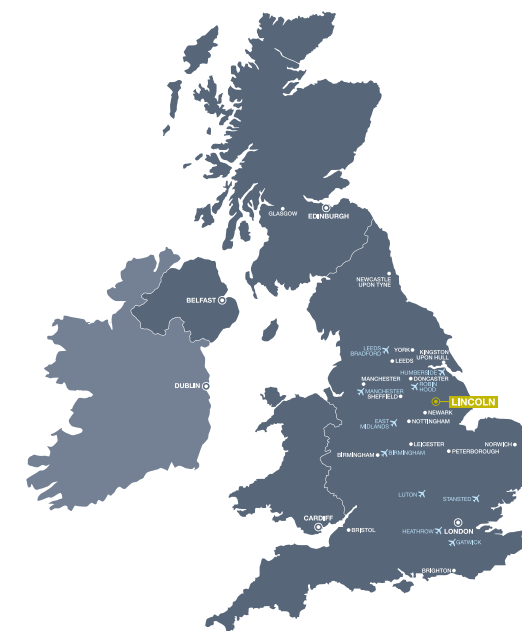 GLASGOW
EDINBURGH
NEWCASTLE
UPON TYNE
BELFAST
LEEDS
BRADFORD
YORK
KINGSTON
UPON HULL
LEEDS
HUMBERSIDE
MANCHESTER
DONCASTER
DUBLIN
ROBIN
HOOD
MANCHESTER
SHEFFIELD
LINCOLN
NEWARK
EAST
MIDLANDS
NOTTINGHAM
LEICESTER
NORWICH
BIRMINGHAM
BIRMINGHAM
PETERBOROUGH
LUTON
STANSTED
CARDIFF
BRISTOL
HEATHROW
LONDON
GATWICK
BRIGHTON